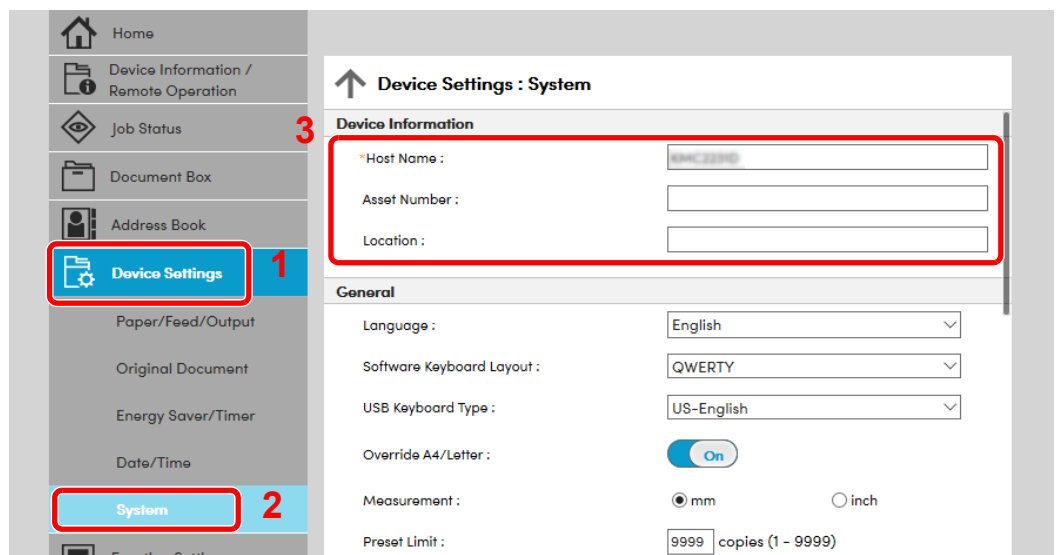 Home
Device Information /
Remote Operation
Job Status
Document Box
Address Book
1
Device Settings
Paper/Feed/Output
Original Document
Energy Saver/Timer
Date/Time
2
System
Device Settings : System
3
Device Information
*Host Name :
Asset Number :
Location :
General
Language : English
Software Keyboard Layout : QWERTY
USB Keyboard Type : US-English
Override A4/Letter : On
Measurement : mm inch
Preset Limit : 9999 copies (1 - 9999)